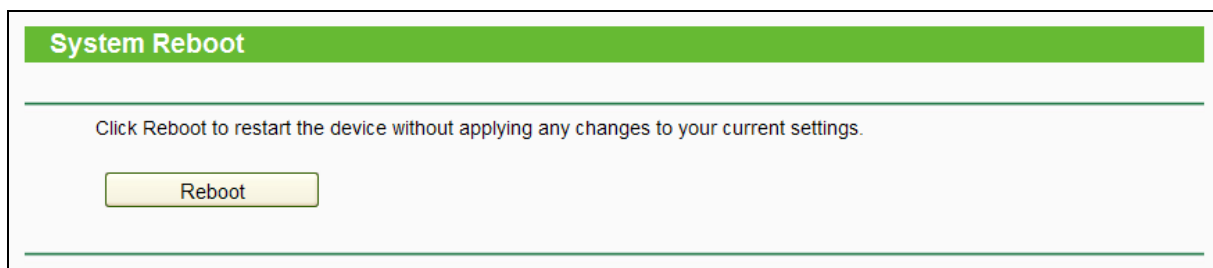 System Reboot
Click Reboot to restart the device without applying any changes to your current settings.
Reboot